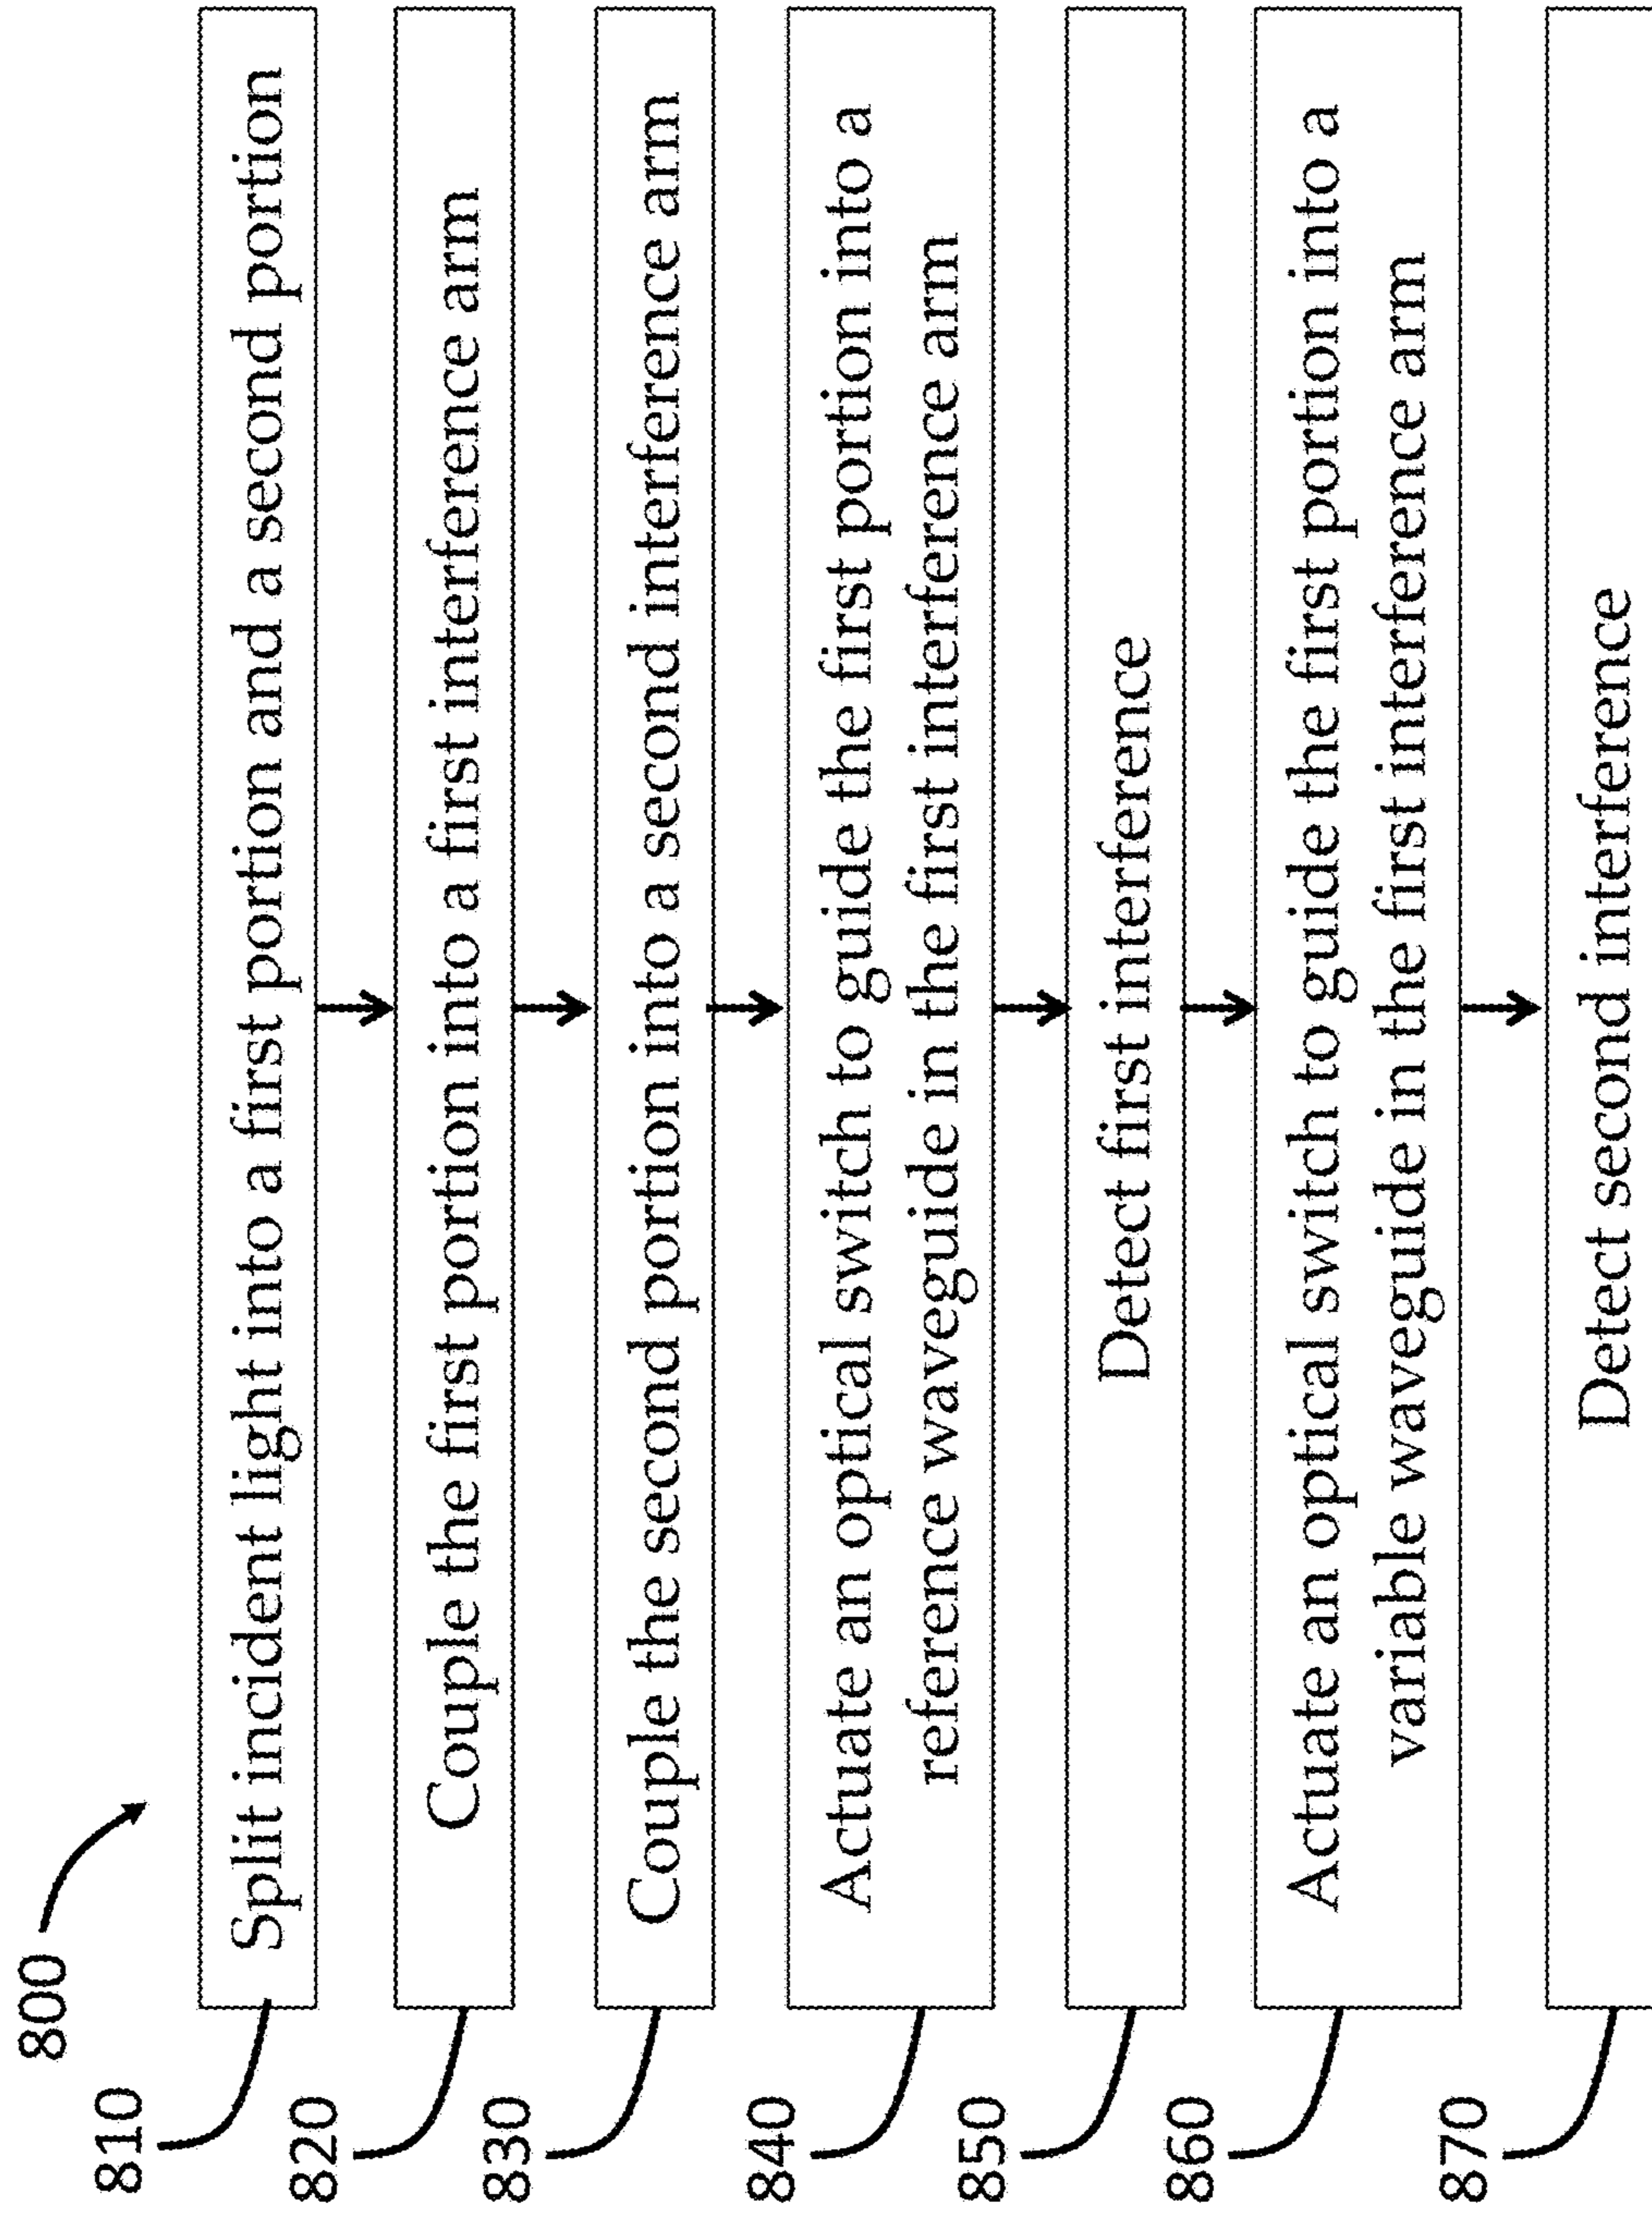 800
810
Split incident light into a first portion and a second portion
820
Couple the first portion into a first interference arm
830
Couple the second portion into a second interference arm
840
Actuate an optical switch to guide the first portion into a
reference waveguide in the first interference arm
850
Detect first interference
860
Actuate an optical switch to guide the first portion into a
variable waveguide in the first interference arm
870
Detect second interference